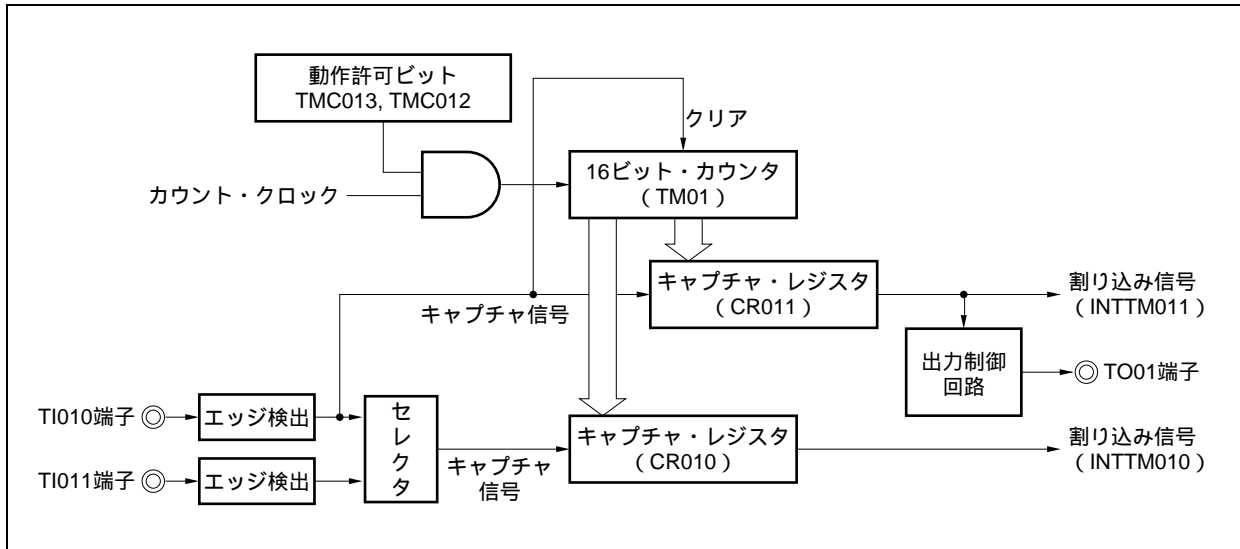 動作許可ビット
TMC013, TMC012
クリア
カウント・クロック
16ビット・カウンタ
（TM01）
キャプチャ・レジスタ
（CR011）
割り込み信号
（INTTM011）
キャプチャ信号
出力制御
回路
TO01端子
TI010端子
エッジ検出
セレクタ
キャプチャ・レジスタ
（CR010）
割り込み信号
（INTTM010）
キャプチャ
信号
TI011端子
エッジ検出